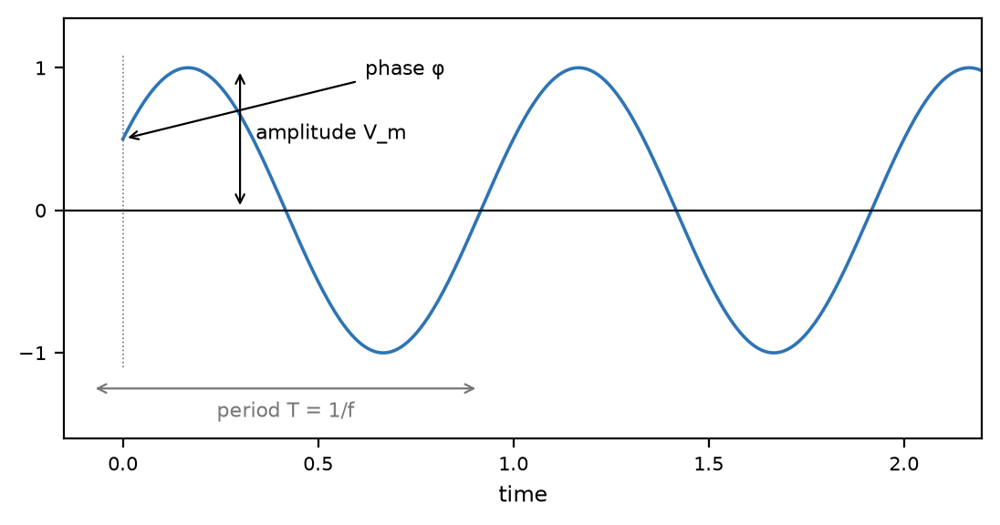 phase φ
amplitude V_m
1
0
−1
period T = 1/f
0.0 0.5 1.0 1.5 2.0
time